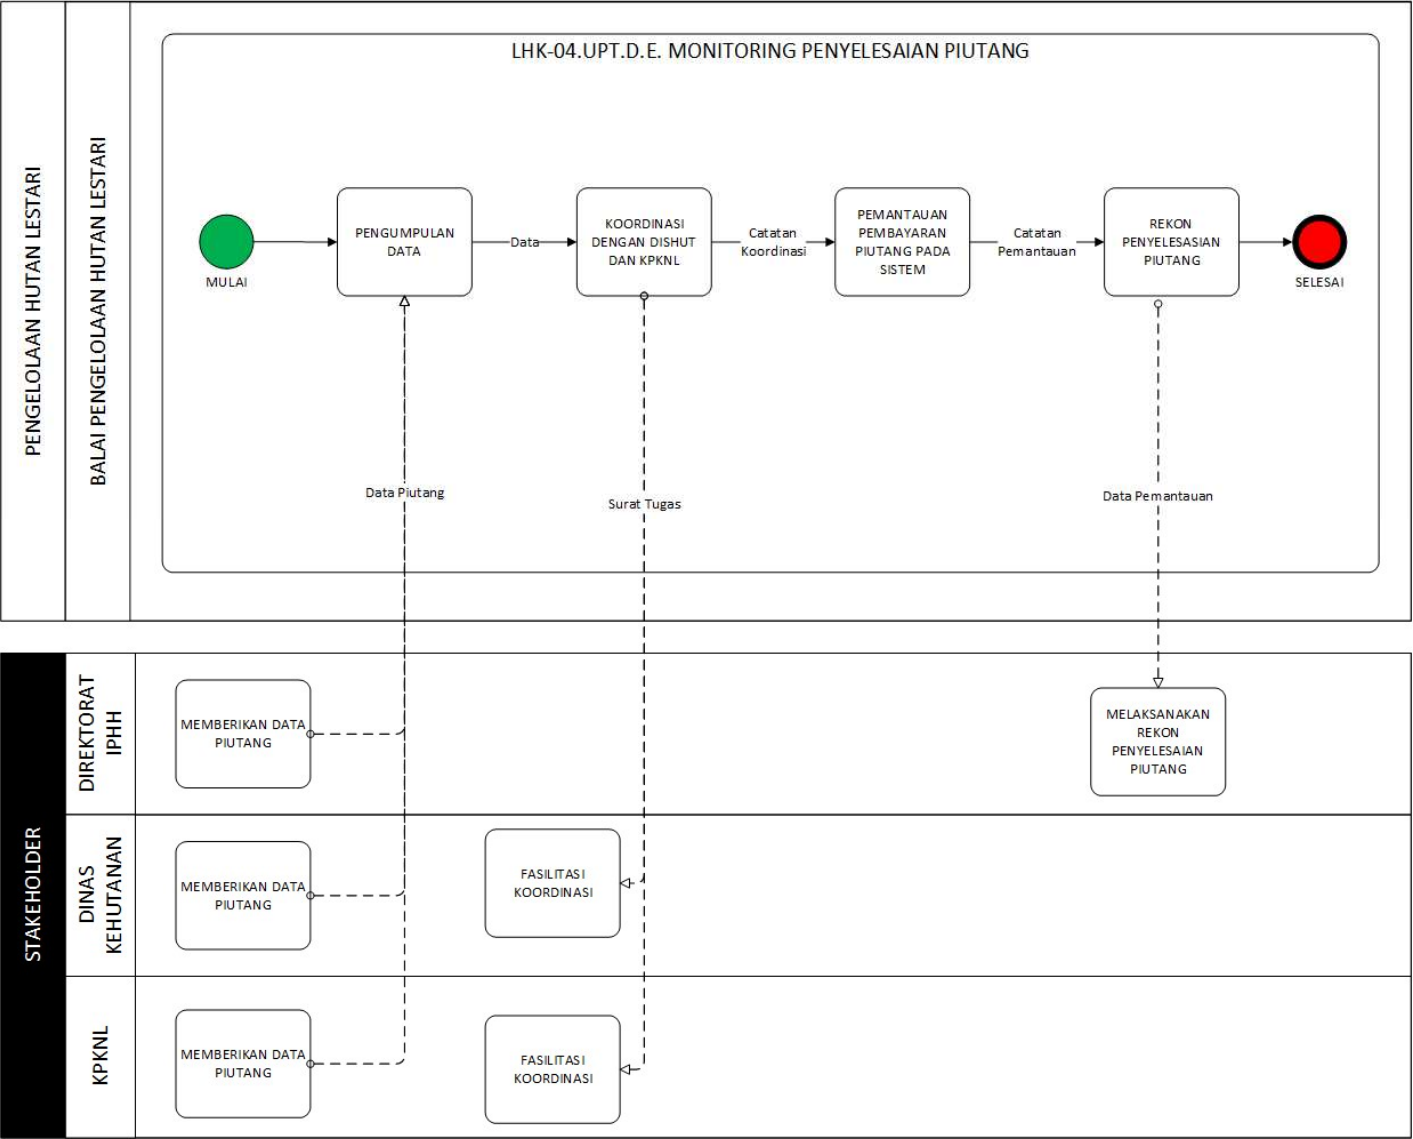 LHK-04.UPT.D.E. MONITORING PENYELESAIAN PIUTANG
PENGELOLAAN HUTAN LESTARI
BALAI PENGELOLAAN HUTAN LESTARI
MULAI
PENGUMPULAN
DATA
Data
KOORDINASI
DENGAN DISHUT
DAN KPKNL
Catatan
Koordinasi
PEMANTAUAN
PEMBAYARAN
PIUTANG PADA
SISTEM
Catatan
Pemantauan
REKON
PENYELESASIAN
PIUTANG
SELESAI
Data Piutang
Surat Tugas
Data Pemantauan
STAKEHOLDER
DIREKTORAT
IPHH
MEMBERIKAN DATA
PIUTANG
MELAKSANAKAN
REKON
PENYELESAIAN
PIUTANG
DINAS
KEHUTANAN
MEMBERIKAN DATA
PIUTANG
FASILITASI
KOORDINASI
KPKNL
MEMBERIKAN DATA
PIUTANG
FASILITASI
KOORDINASI